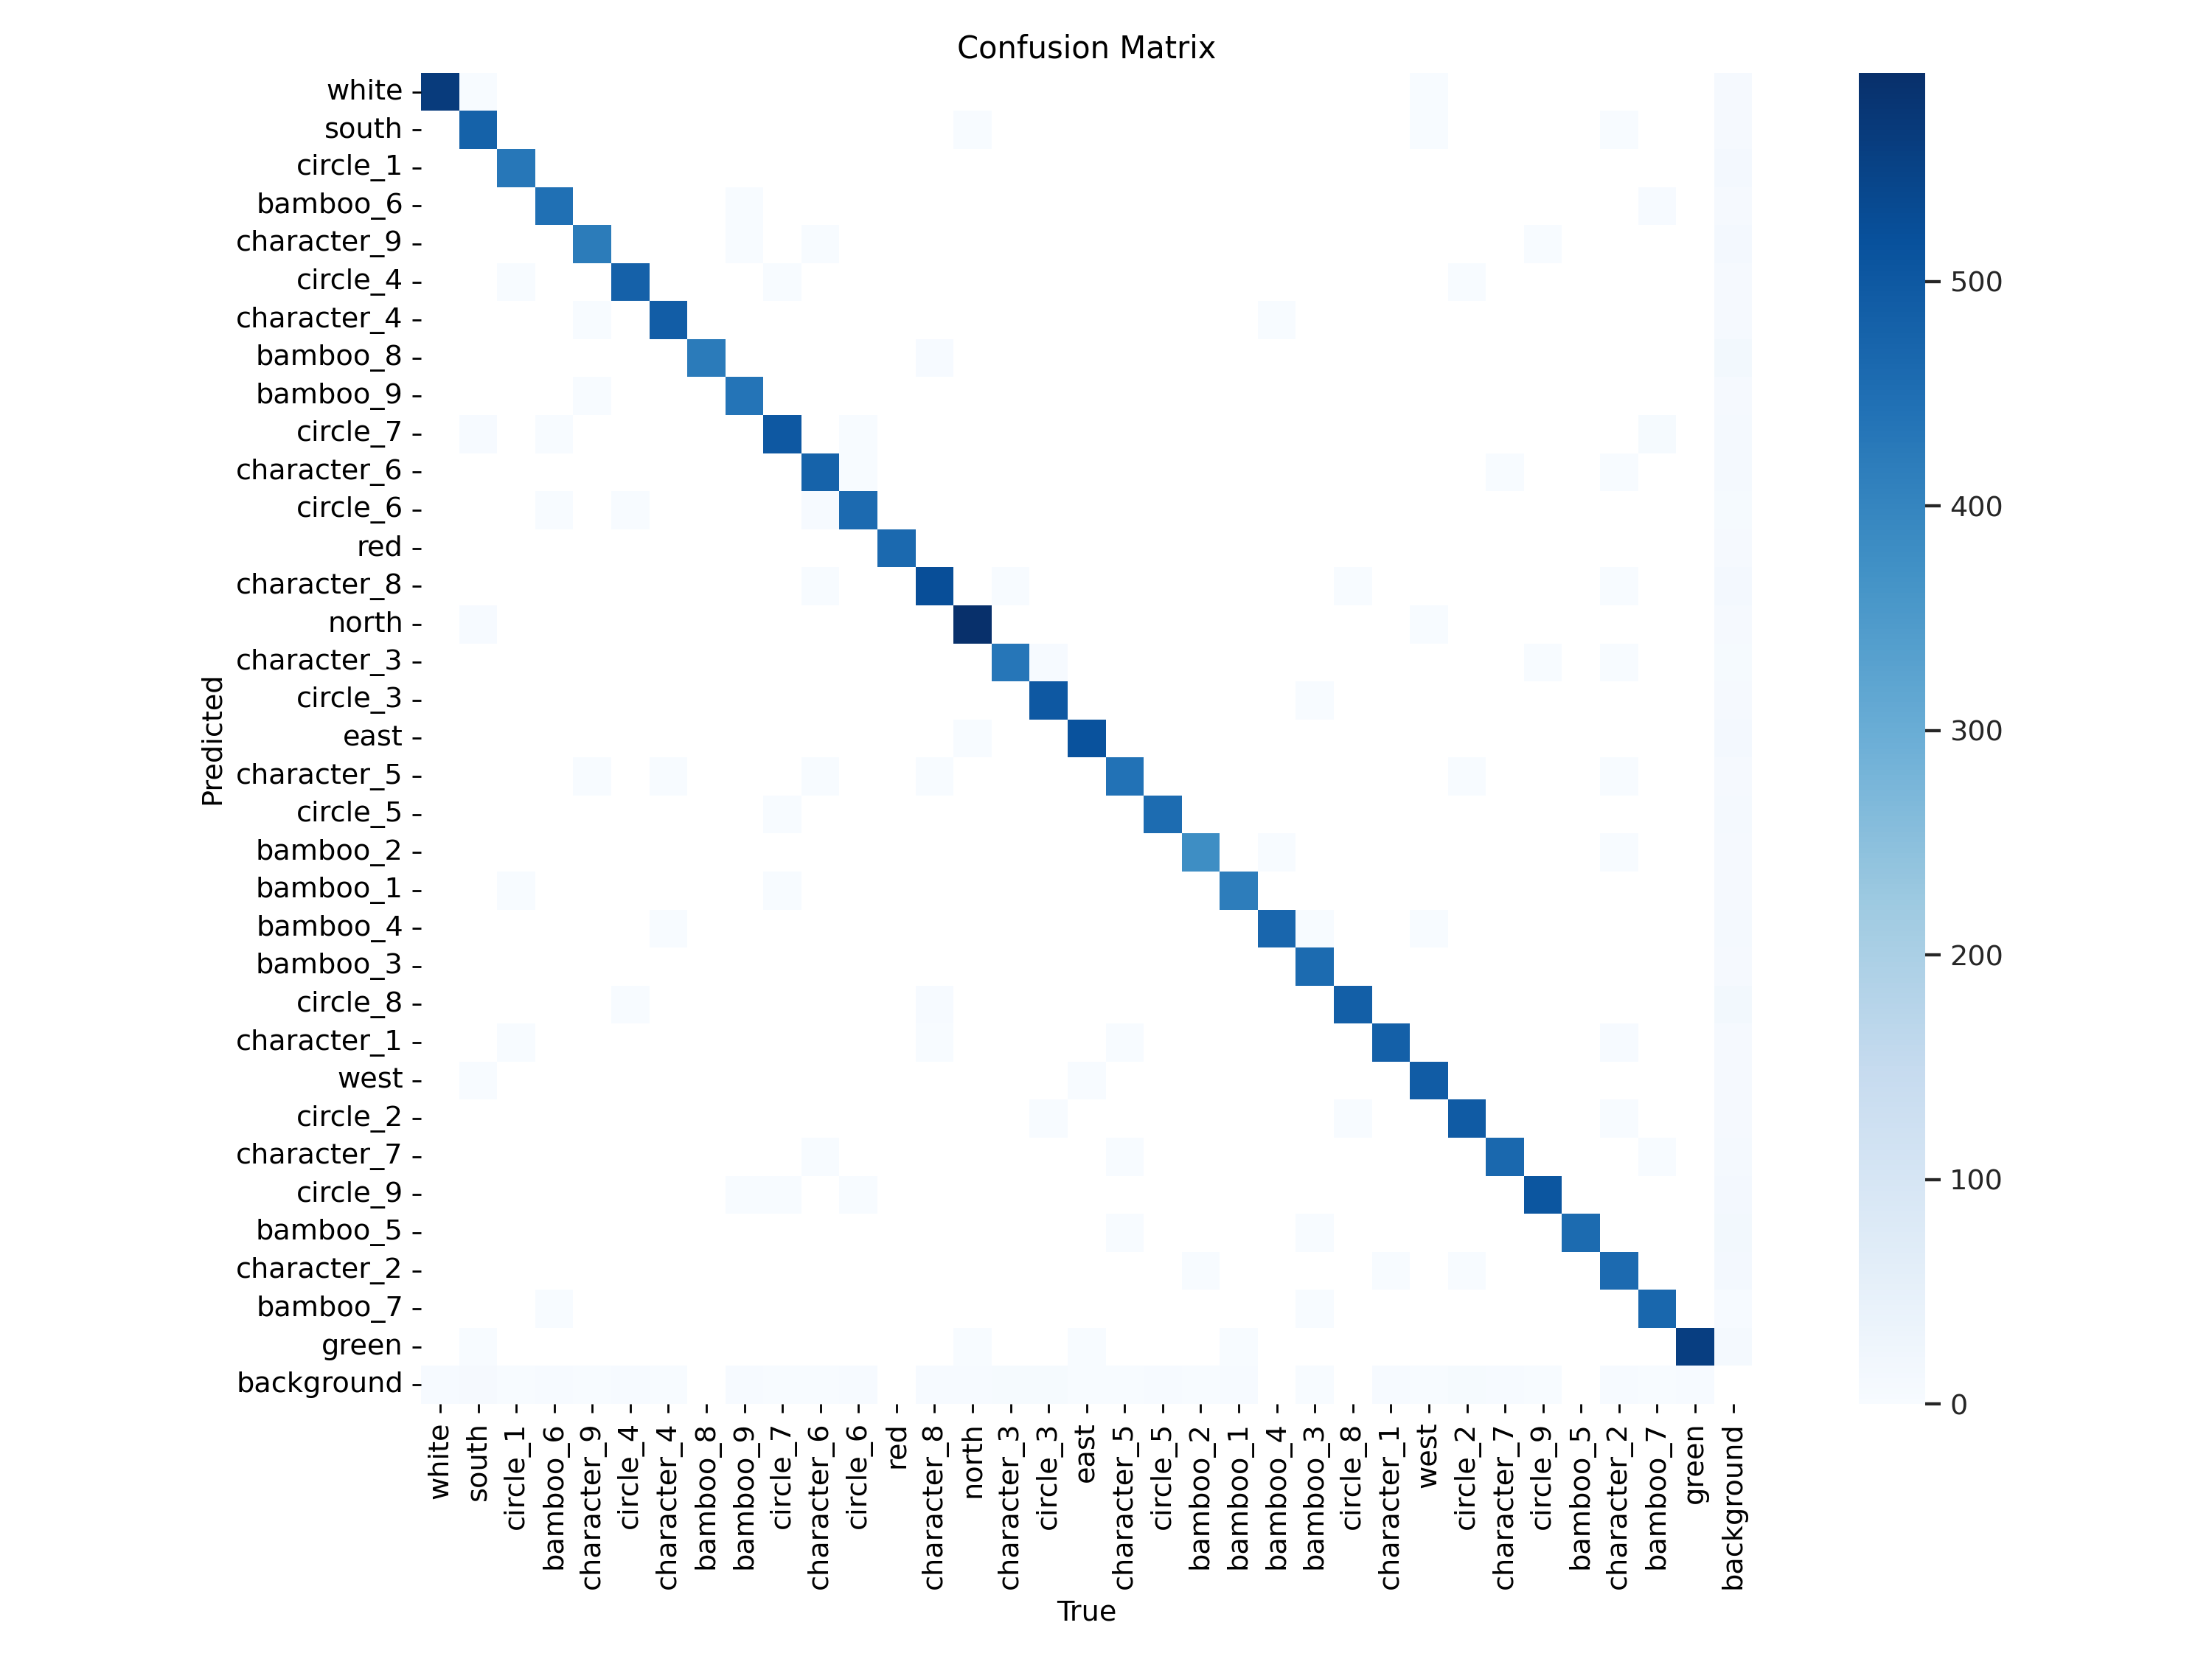 Confusion Matrix
Predicted
white
south
circle_1
bamboo_6
character_9
circle_4
character_4
bamboo_8
bamboo_9
circle_7
character_6
circle_6
red
character_8
north
character_3
circle_3
east
character_5
circle_5
bamboo_2
bamboo_1
bamboo_4
bamboo_3
circle_8
character_1
west
circle_2
character_7
circle_9
bamboo_5
character_2
bamboo_7
green
background
white
south
circle_1
bamboo_6
character_9
circle_4
character_4
bamboo_8
bamboo_9
circle_7
character_6
circle_6
red
character_8
north
character_3
circle_3
east
character_5
circle_5
bamboo_2
bamboo_1
bamboo_4
bamboo_3
circle_8
character_1
west
circle_2
character_7
circle_9
bamboo_5
character_2
bamboo_7
green
background
True
500
400
300
200
100
0